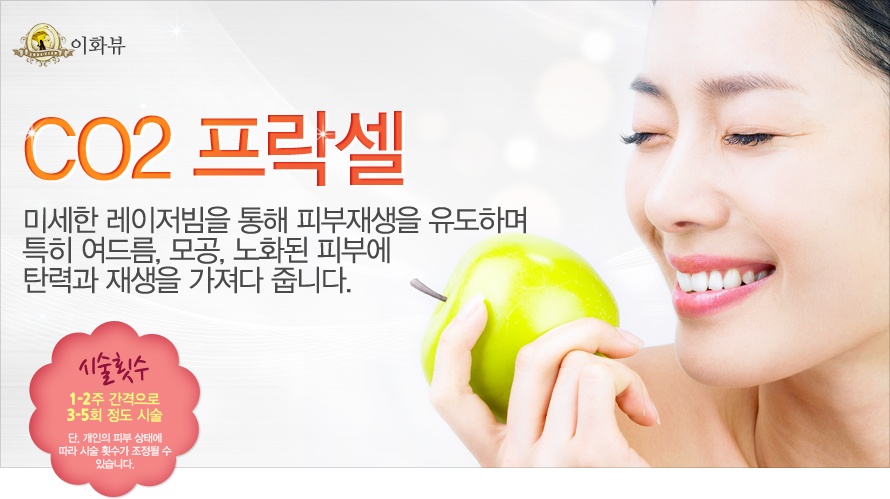 이화뷰
CO2 프락셀
미세한 레이저빔을 통해 피부재생을 유도하며
특히 여드름, 모공, 노화된 피부에
탄력과 재생을 가져다 줍니다.
시술횟수
1-2주 간격으로
3-5회 정도 시술
단, 개인의 피부 상태에
따라 시술 횟수가 조정될 수
있습니다.